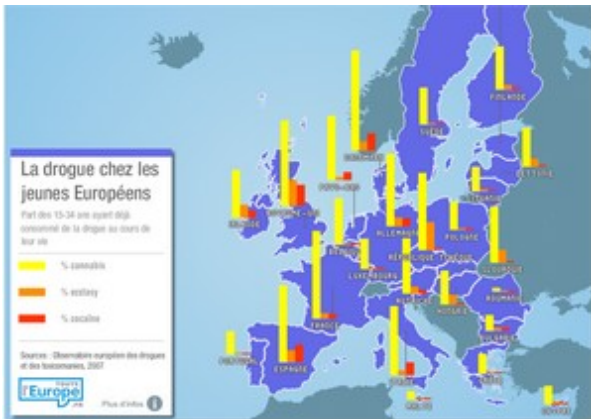 La drogue chez les
jeunes Européens
Part des 15-34 ans ayant déjà
consommé de la drogue au cours de
leur vie
% cannabis
% ecstasy
% cocaïne
Sources : Observatoire européen des drogues
et des toxicomanies, 2007
TOUTE
l'Europe
.FR
Plus d'infos
FINLANDE
SUÈDE
DANEMARK
PAYS-BAS
LETTONIE
LITUANIE
IRLANDE
ROYAUME-UNI
ALLEMAGNE
POLOGNE
RÉPUBLIQUE TCHÈQUE
LUXEMBOURG
SLOVAQUIE
AUTRICHE
HONGRIE
ROUMANIE
FRANCE
BULGARIE
PORTUGAL
ESPAGNE
ITALIE
GRÈCE
MALTE
CHYPRE